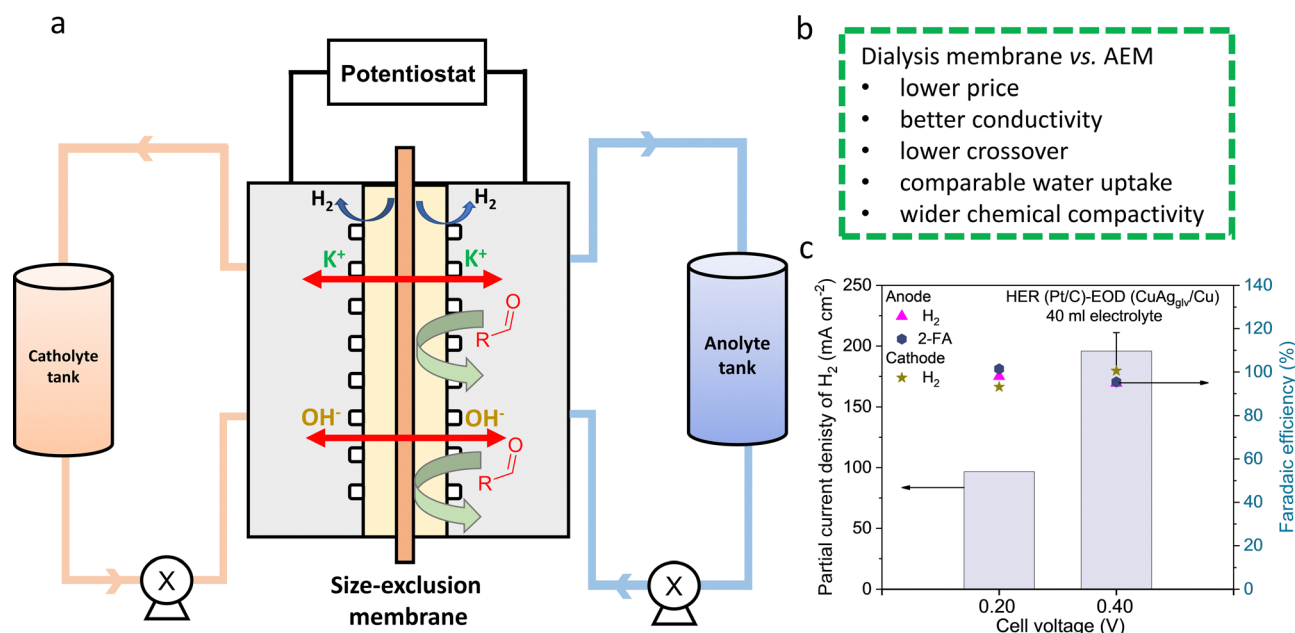 a
Potentiostat
H₂
H₂
K⁺
K⁺
R
O
Catholyte
tank
Anolyte
tank
OH⁻
OH⁻
R
O
X
X
Size-exclusion
membrane
b
Dialysis membrane vs. AEM
• lower price
• better conductivity
• lower crossover
• comparable water uptake
• wider chemical compactivity
c
Partial current denisty of H₂ (mA cm⁻²)
250
200
150
100
50
0
Anode
H₂
2-FA
Cathode
H₂
HER (Pt/C)-EOD (CuAg_glv/Cu)
40 ml electrolyte
140
120
100
80
60
40
20
0
Faradaic efficiency (%)
0.20
0.40
Cell voltage (V)